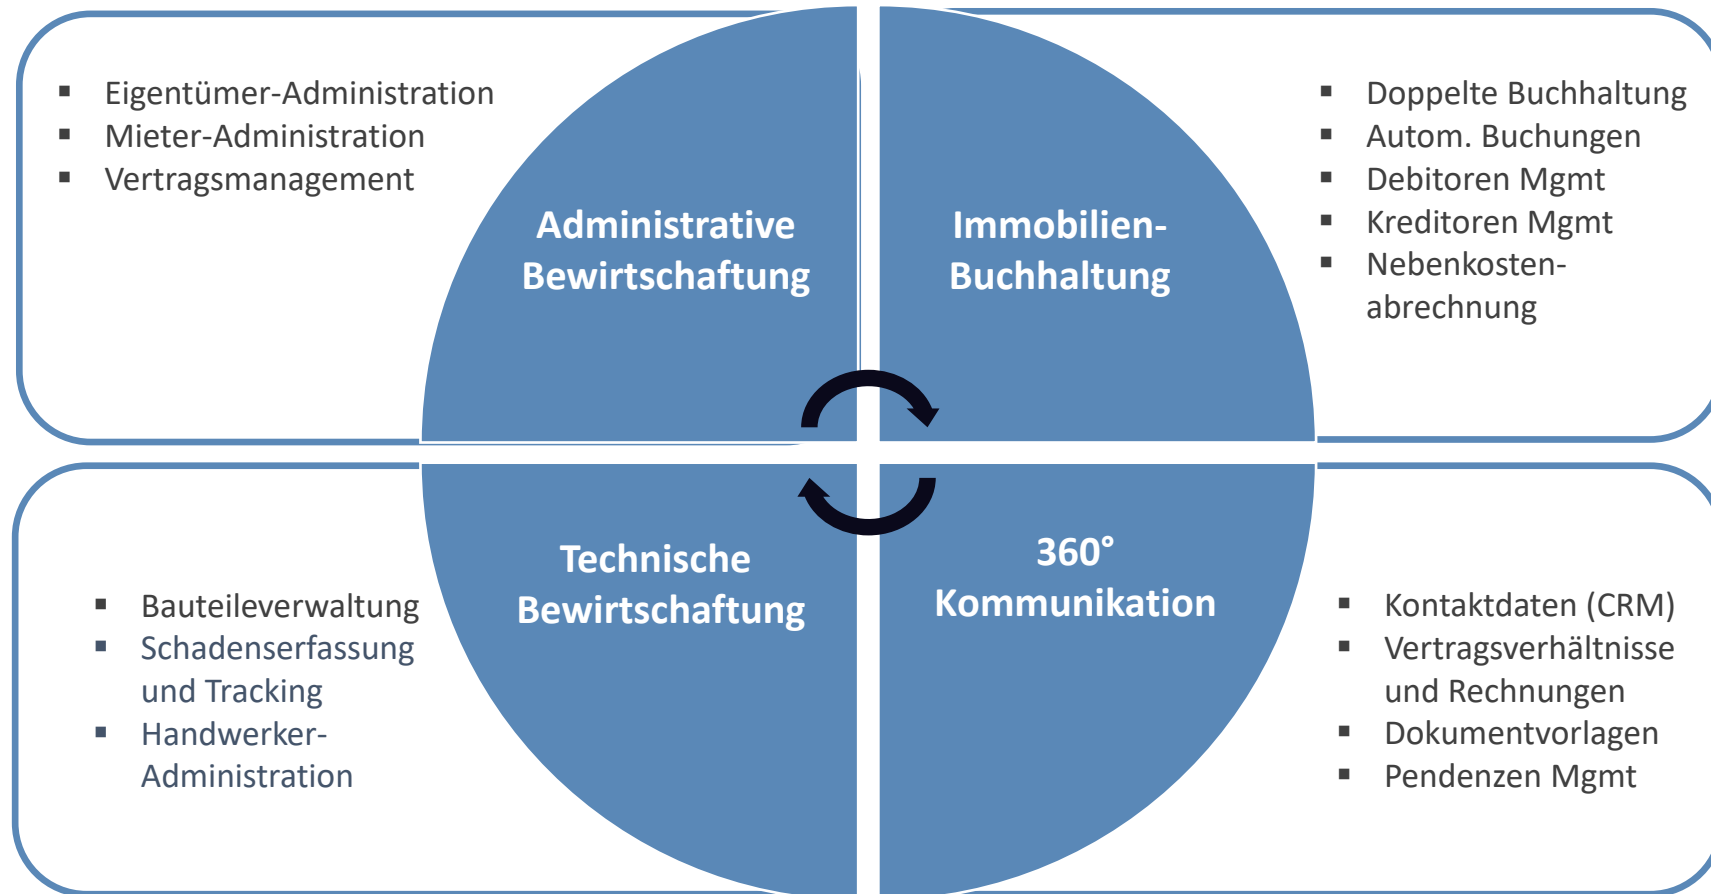 ▪ Eigentümer-Administration
▪ Mieter-Administration
▪ Vertragsmanagement
Administrative
Bewirtschaftung
Immobilien-
Buchhaltung
▪ Doppelte Buchhaltung
▪ Autom. Buchungen
▪ Debitoren Mgmt
▪ Kreditoren Mgmt
▪ Nebenkosten-
abrechnung
▪ Bauteileverwaltung
▪ Schadenserfassung
und Tracking
▪ Handwerker-
Administration
Technische
Bewirtschaftung
360°
Kommunikation
▪ Kontaktdaten (CRM)
▪ Vertragsverhältnisse
und Rechnungen
▪ Dokumentvorlagen
▪ Pendenzen Mgmt